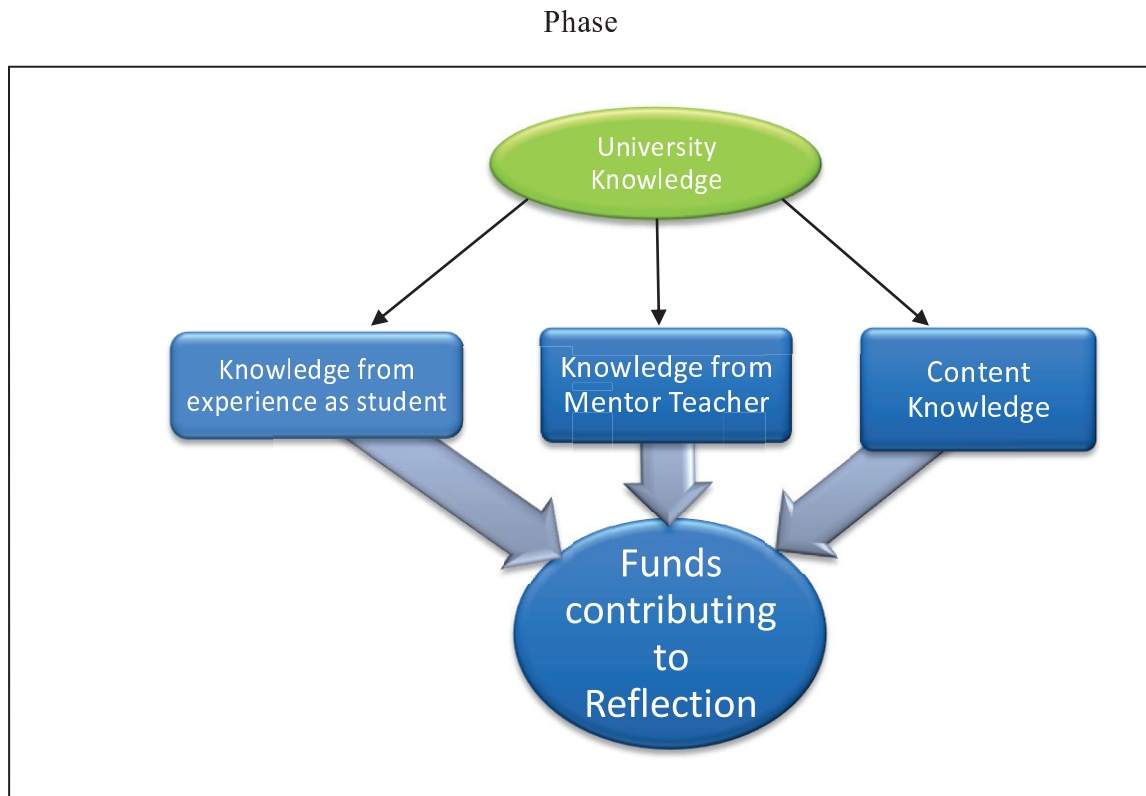 Phase
University
Knowledge
Knowledge from
experience as student
Knowledge from
Mentor Teacher
Content
Knowledge
Funds
contributing
to
Reflection